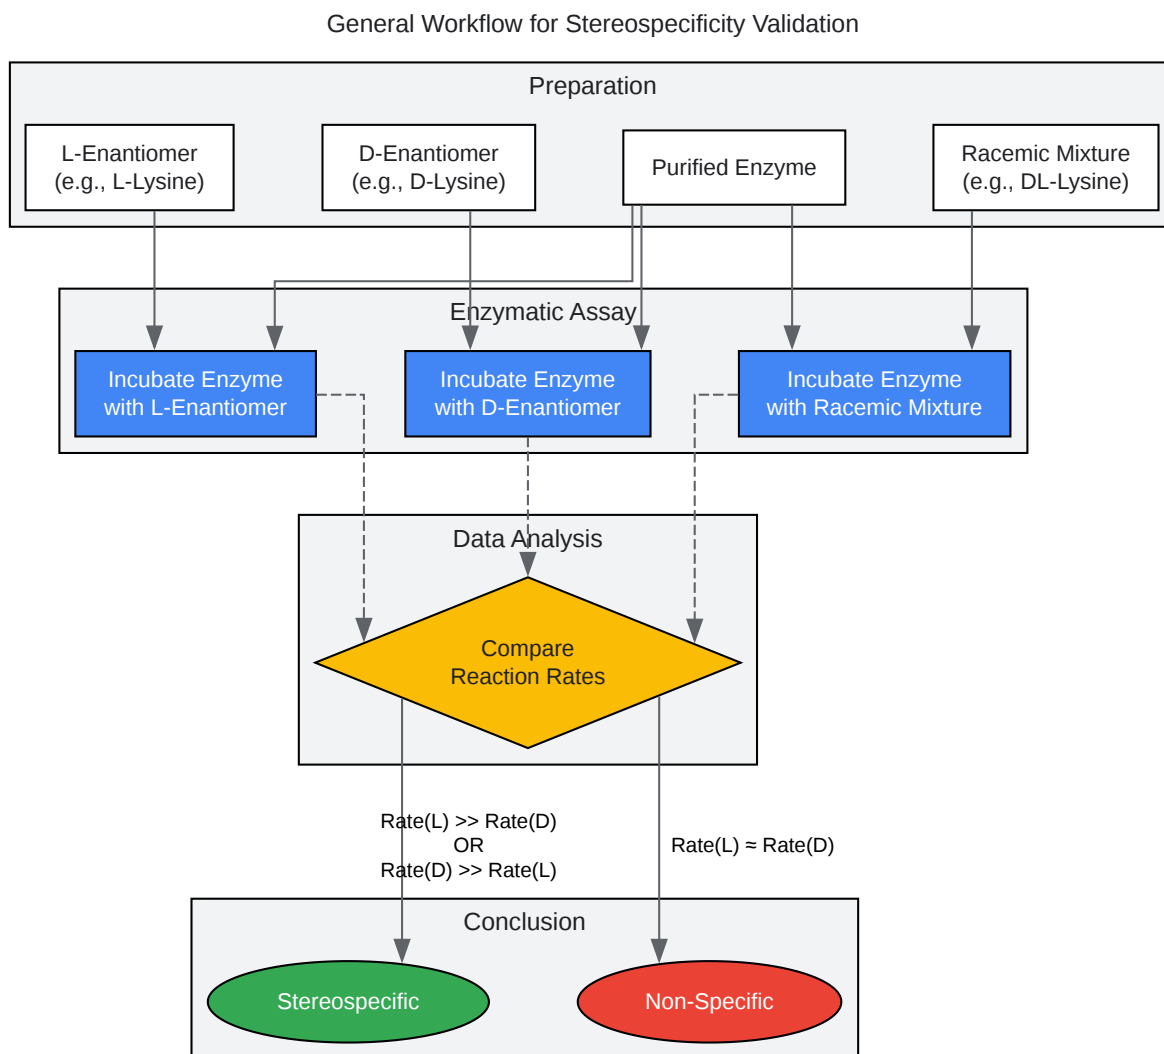 General Workflow for Stereospecificity Validation
Preparation
L-Enantiomer
(e.g., L-Lysine)
D-Enantiomer
(e.g., D-Lysine)
Purified Enzyme
Racemic Mixture
(e.g., DL-Lysine)
Enzymatic Assay
Incubate Enzyme
with L-Enantiomer
Incubate Enzyme
with D-Enantiomer
Incubate Enzyme
with Racemic Mixture
Data Analysis
Compare
Reaction Rates
Rate(L) >> Rate(D)
OR
Rate(D) >> Rate(L)
Rate(L) ≈ Rate(D)
Conclusion
Stereospecific
Non-Specific